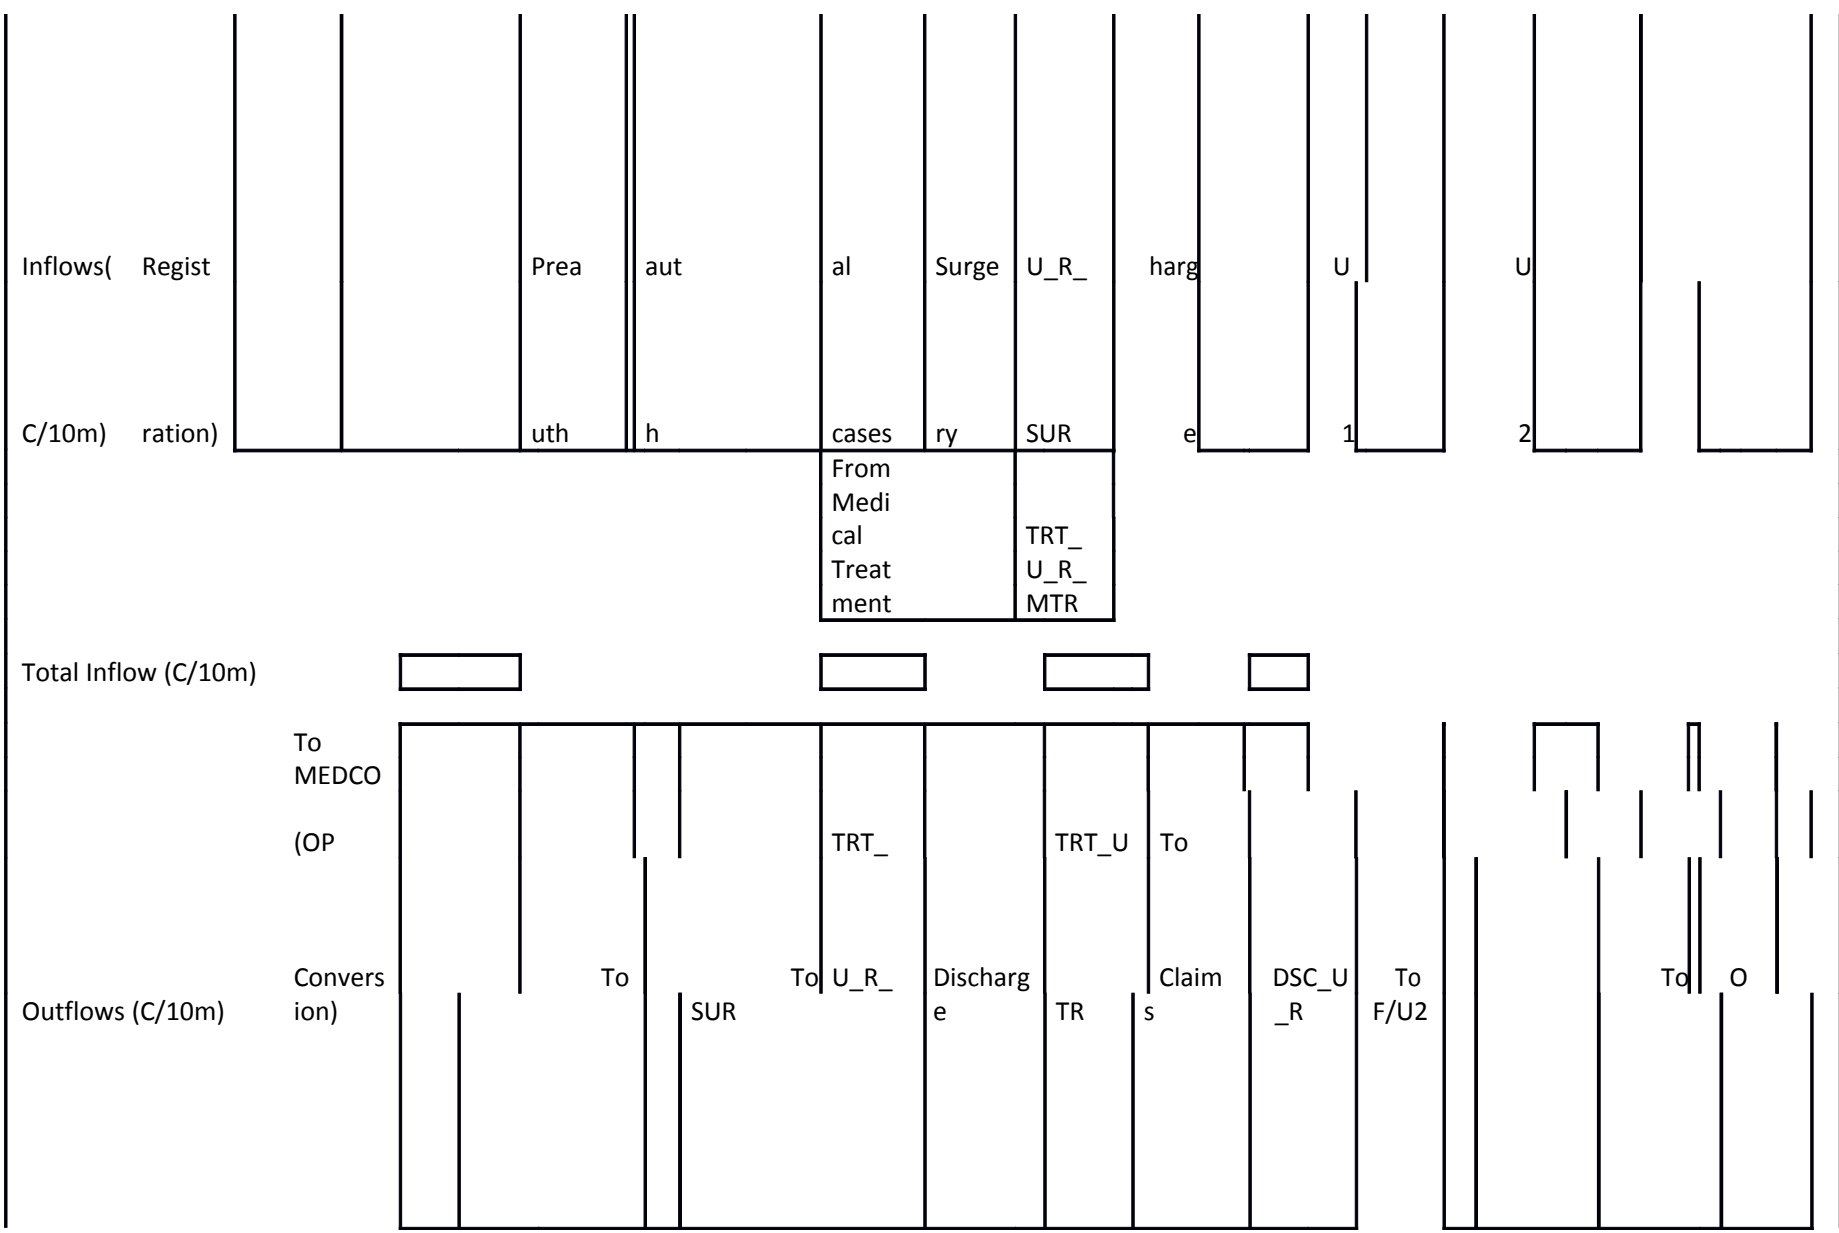 Inflows( Regist Prea aut al Surge U_R_ harg U U
C/10m) ration) uth h cases ry SUR e 1 2
From
Medi
cal TRT_
Treat U_R_
ment MTR
Total Inflow (C/10m)
To
MEDCO
(OP TRT_ TRT_U To
Convers To To U_R_ Discharg Claim DSC_U To To O
Outflows (C/10m) ion) SUR e TR s _R F/U2